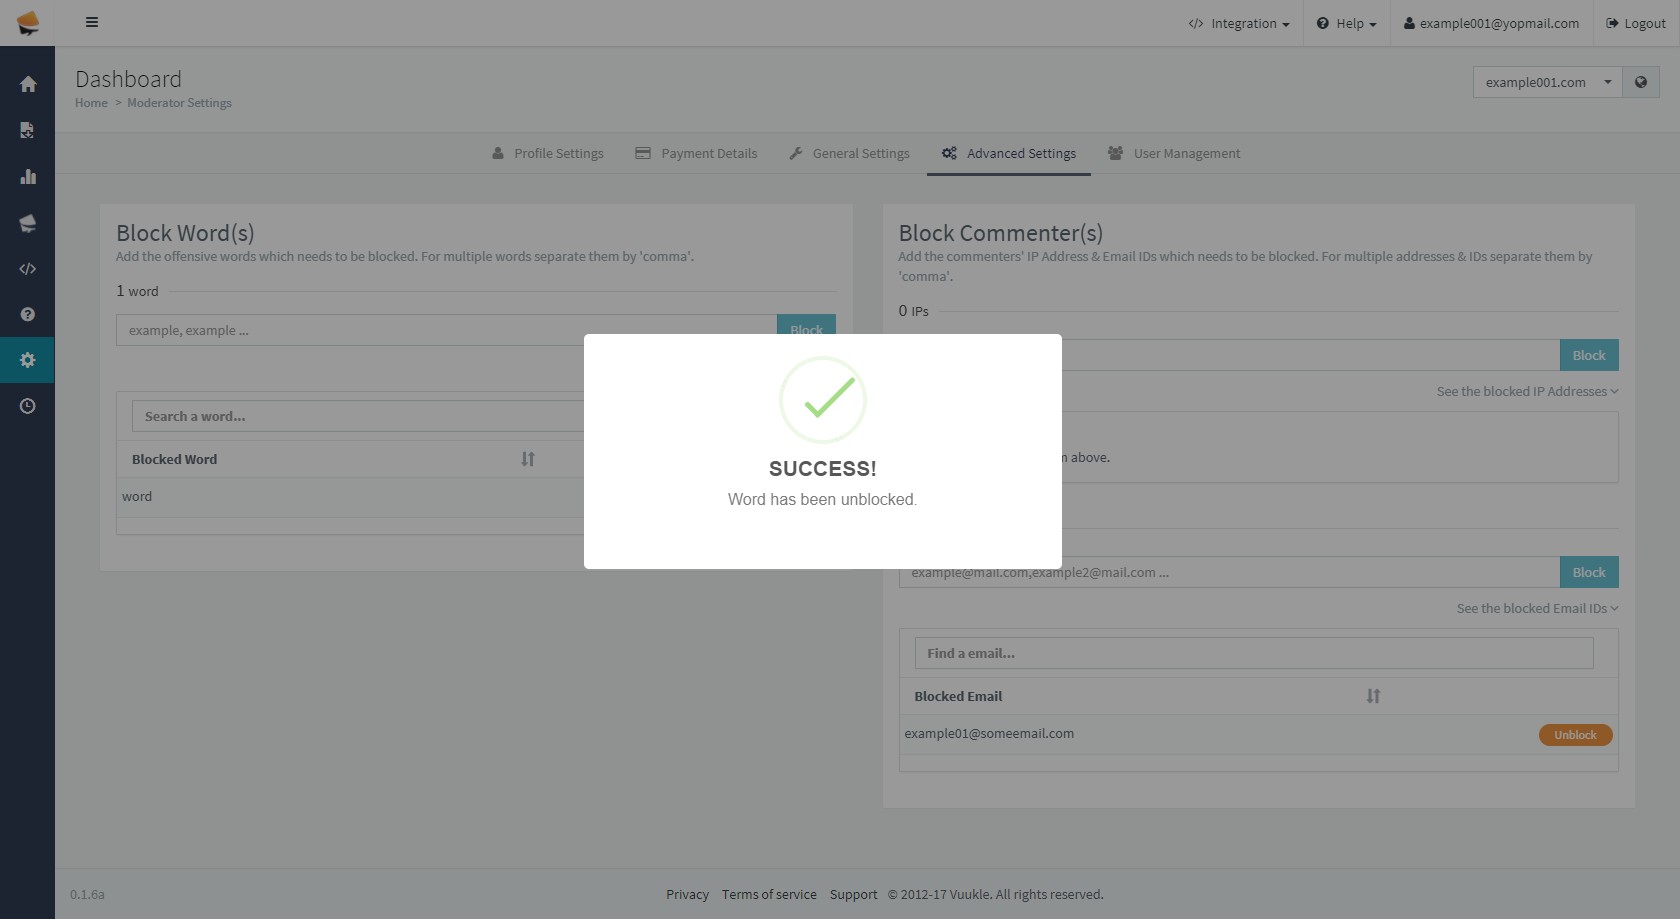 Integration
Help
example001@yopmail.com
Logout
Dashboard
Home > Moderator Settings
example001.com
Profile Settings
Payment Details
General Settings
Advanced Settings
User Management
Block Word(s)
Add the offensive words which needs to be blocked. For multiple words separate them by 'comma'.
1 word
example, example ...
Block
Search a word...
Blocked Word
word
Block Commenter(s)
Add the commenters' IP Address & Email IDs which needs to be blocked. For multiple addresses & IDs separate them by
'comma'.
0 IPs
Block
See the blocked IP Addresses
above.
SUCCESS!
Word has been unblocked.
example@mail.com,example2@mail.com ...
Block
See the blocked Email IDs
Find a email...
Blocked Email
example01@someemail.com
Unblock
0.1.6a
Privacy Terms of service Support © 2012-17 Vuukle. All rights reserved.